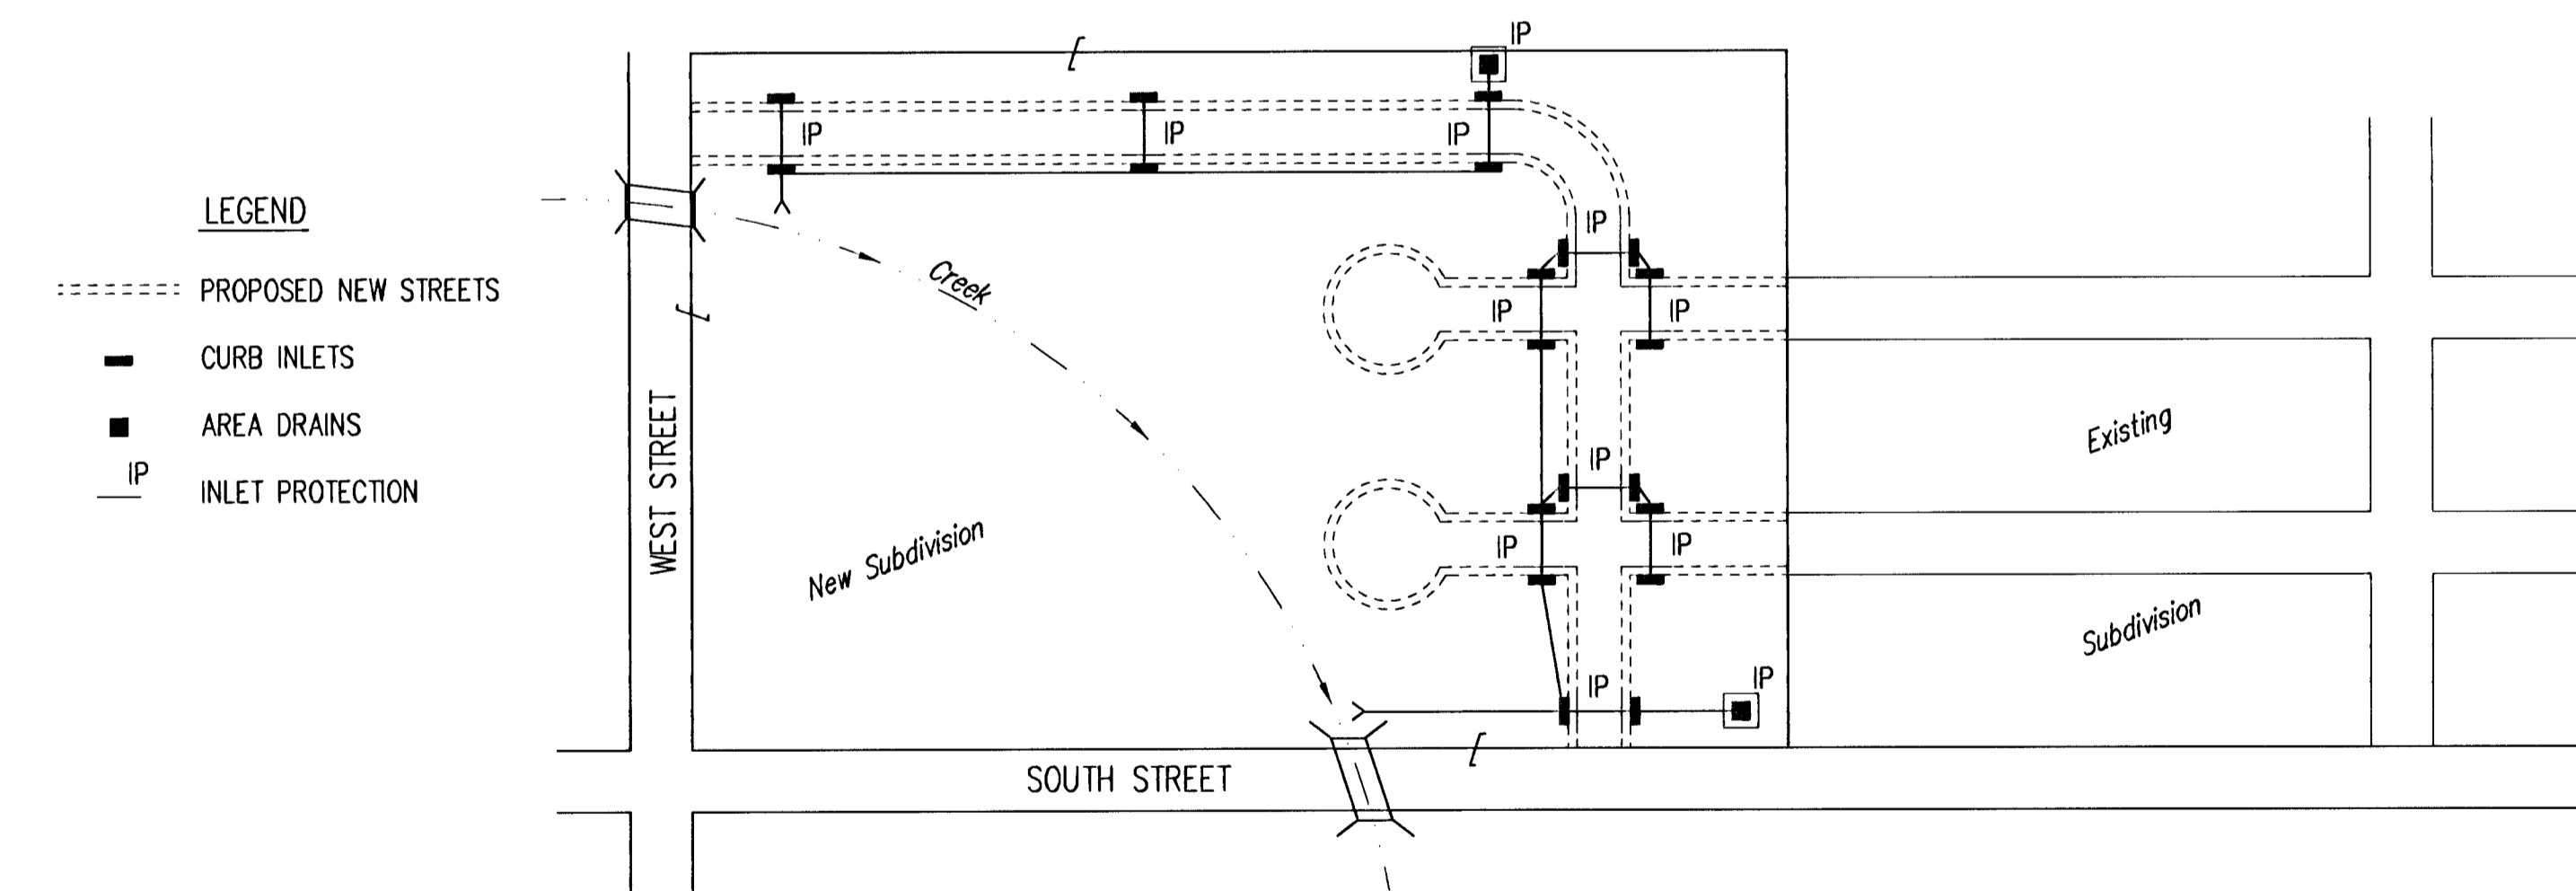 LEGEND
PROPOSED NEW STREETS
CURB INLETS
AREA DRAINS
IP
INLET PROTECTION
WEST STREET
IP
IP
IP
IP
IP
Creek
IP
IP
New Subdivision
IP
IP
IP
IP
IP
SOUTH STREET
Existing
Subdivision